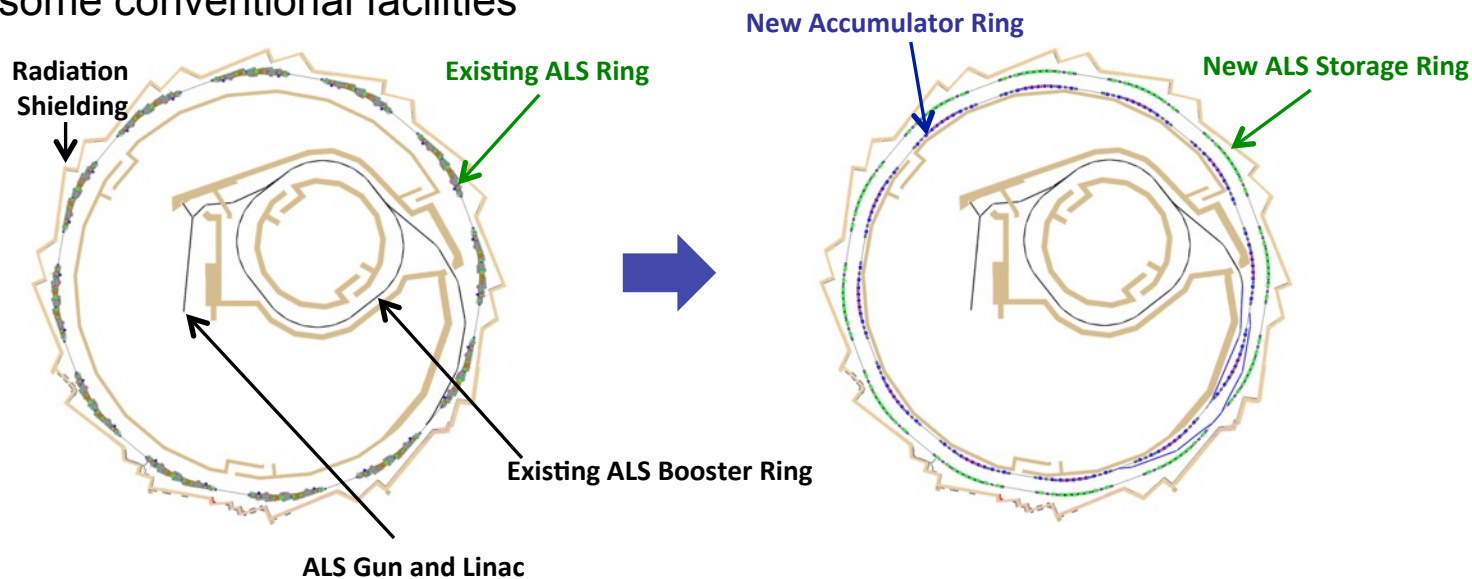 some conventional facilities
New Accumulator Ring
Radiation
Shielding
Existing ALS Ring
New ALS Storage Ring
Existing ALS Booster Ring
ALS Gun and Linac